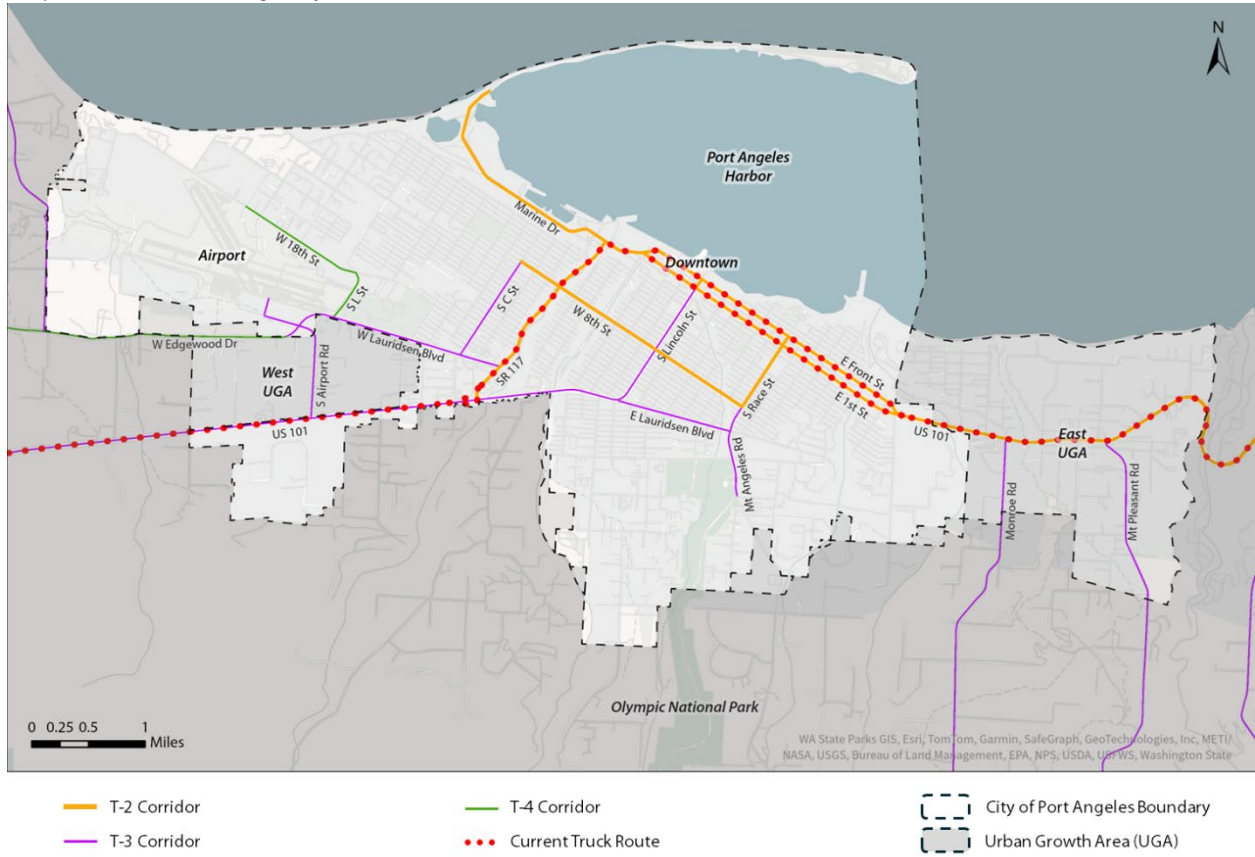 N
Port Angeles
Harbor
Marine Dr
W 18th St
Airport
Downtown
S L St
S C St
W 8th St
S Lincoln St
W Edgewood Dr
W Lauridsen Blvd
SR 117
E Front St
West
UGA
S Airport Rd
E 1st St
S Race St
E Lauridsen Blvd
US 101
US 101
East
UGA
Mt Angeles Rd
Monroe Rd
Mt Pleasant Rd
Olympic National Park
0 0.25 0.5 1
Miles
WA State Parks GIS, Esri, TomTom, Garmin, SafeGraph, GeoTechnologies, Inc, METI/
NASA, USGS, Bureau of Land Management, EPA, NPS, USDA, USFWS, Washington State
T-2 Corridor
T-4 Corridor
City of Port Angeles Boundary
T-3 Corridor
Current Truck Route
Urban Growth Area (UGA)